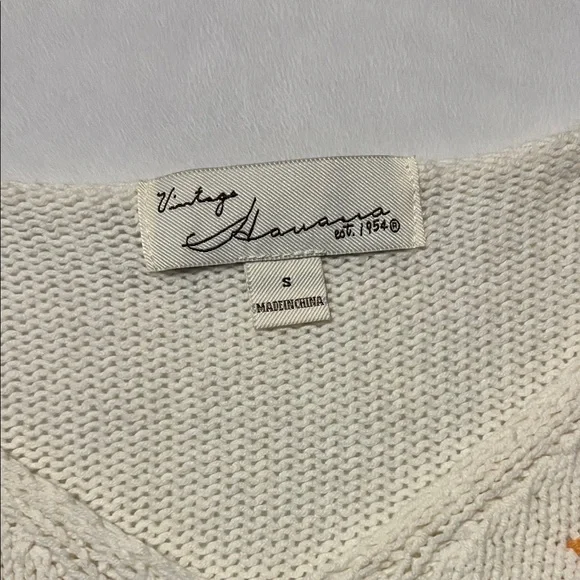 Vintage
Havana
est. 1954®
S
MADE IN CHINA